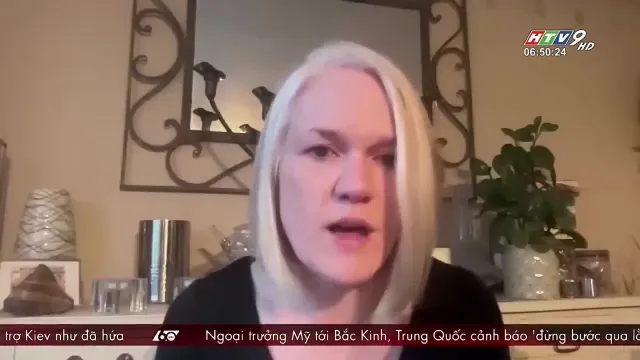 HTV9 HD
06:50:24
trợ Kiev như đã hứa 60 Ngoại trưởng Mỹ tới Bắc Kinh, Trung Quốc cảnh báo 'đừng bước qua